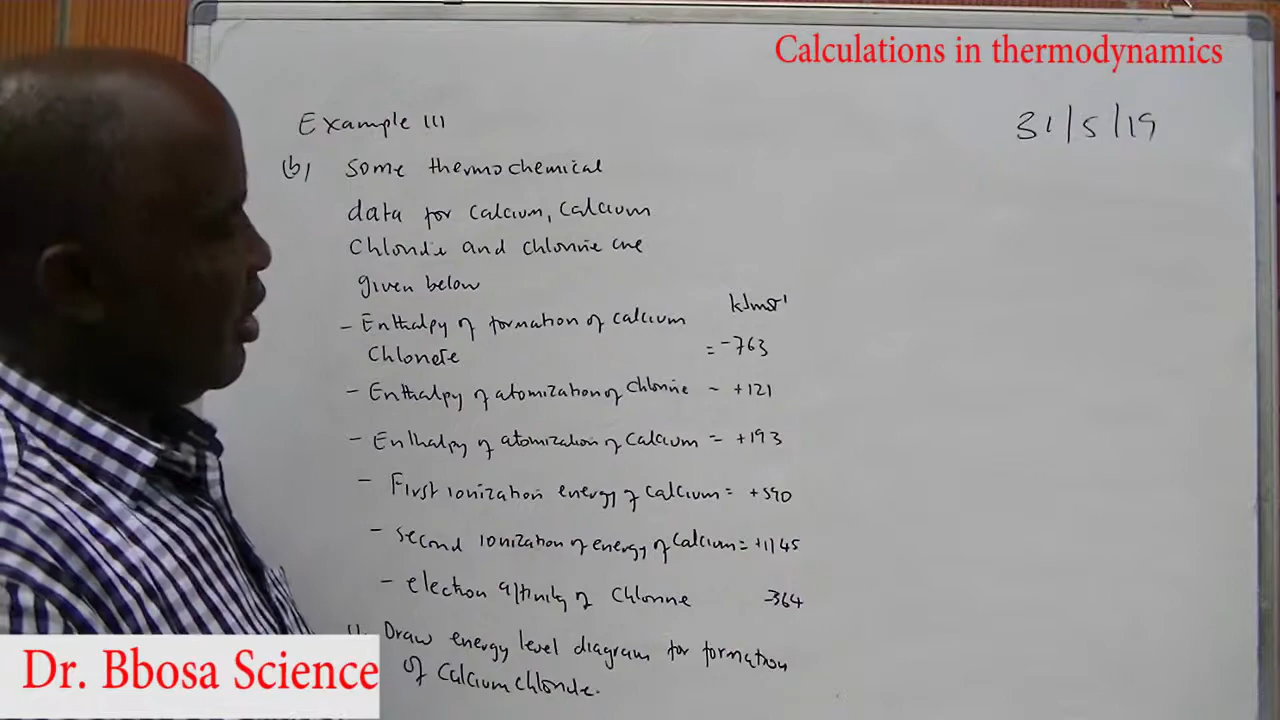 Calculations in thermodynamics
31/5/19
Example III
(b) Some thermochemical
data for calcium, calcium
chloride and chlorine are
given below
kJmol⁻¹
- Enthalpy of formation of calcium
chloride = -763
- Enthalpy of atomization of chlorine - +121
- Enthalpy of atomization of calcium = +193
- First ionization energy of calcium = +590
- second ionization of energy of calcium = +1145
- electron affinity of chlorine -364
Draw energy level diagram for formation
of calcium chloride.
Dr. Bbosa Science